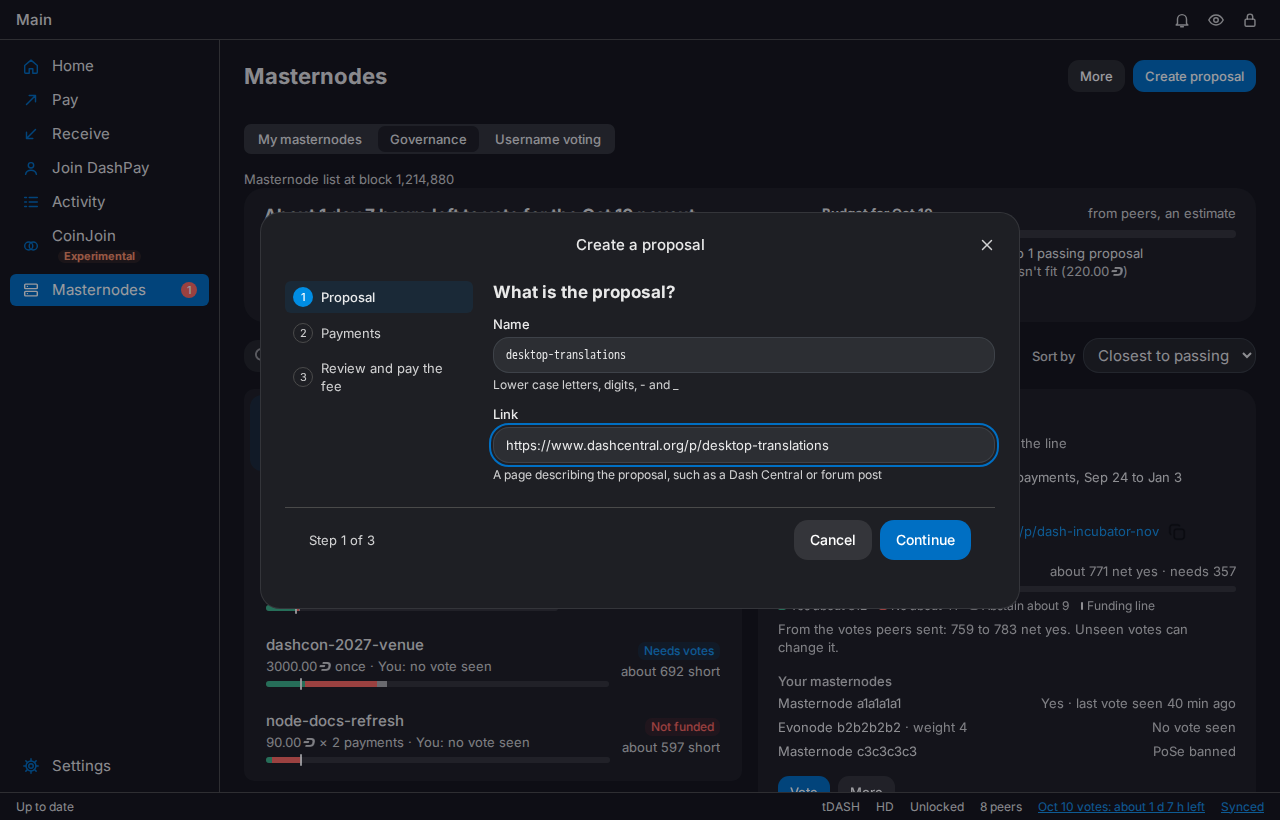 Main
Home
Pay
Receive
Join DashPay
Activity
CoinJoin
Experimental
Masternodes
1
Settings
Masternodes
More
Create proposal
My masternodes
Governance
Username voting
Masternode list at block 1,214,880
from peers, an estimate
1 passing proposal
sn't fit (220.00)
Sort by
Closest to passing
Create a proposal
1
Proposal
2
Payments
3
Review and pay the
fee
What is the proposal?
Name
desktop-translations
Lower case letters, digits, - and _
Link
https://www.dashcentral.org/p/desktop-translations
A page describing the proposal, such as a Dash Central or forum post
Step 1 of 3
Cancel
Continue
the line
payments, Sep 24 to Jan 3
/p/dash-incubator-nov
about 771 net yes · needs 357
Abstain about 9
Funding line
From the votes peers sent: 759 to 783 net yes. Unseen votes can
change it.
Your masternodes
Masternode a1a1a1a1
Yes · last vote seen 40 min ago
Evonode b2b2b2b2 · weight 4
No vote seen
Masternode c3c3c3c3
PoSe banned
Vote
More
dashcon-2027-venue
Needs votes
3000.00 once · You: no vote seen
about 692 short
node-docs-refresh
Not funded
90.00 × 2 payments · You: no vote seen
about 597 short
Up to date
tDASH
HD
Unlocked
8 peers
Oct 10 votes: about 1 d 7 h left
Synced